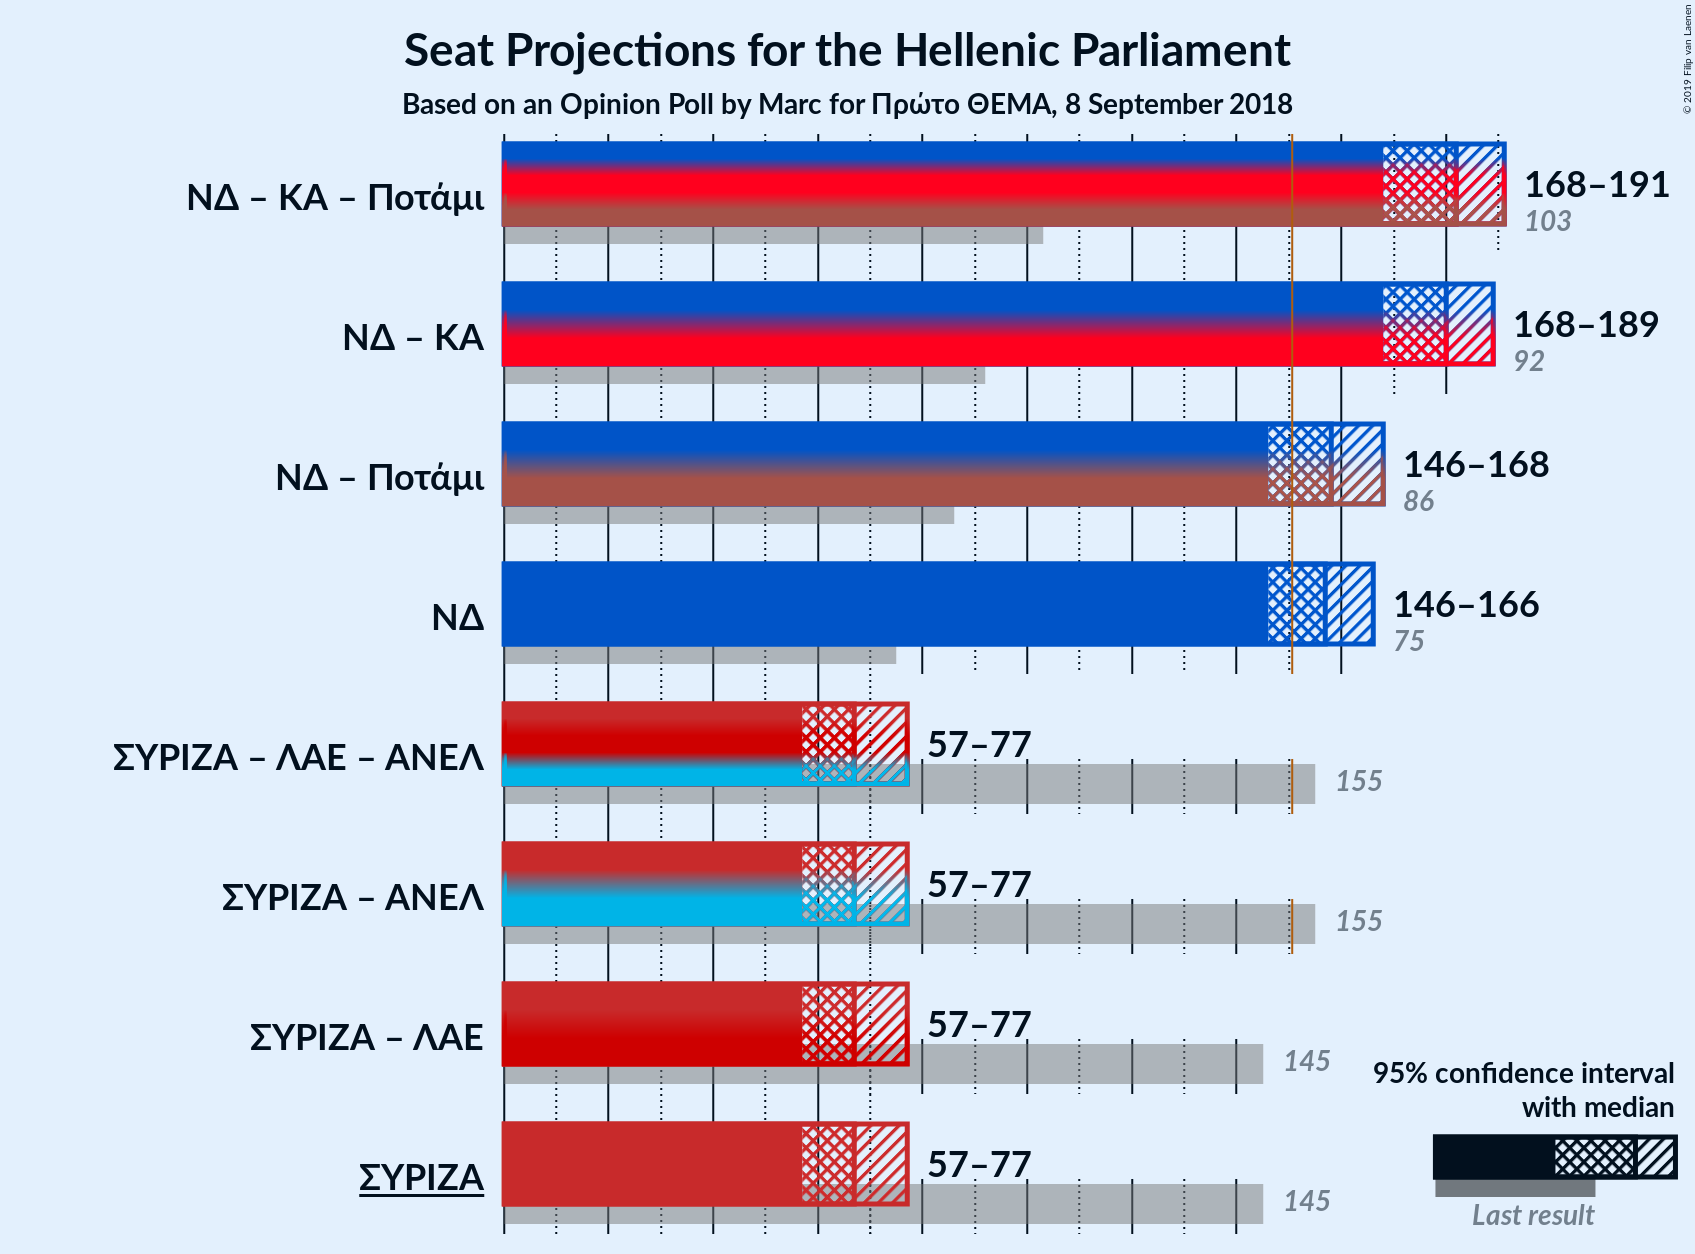 Seat Projections for the Hellenic Parliament
Based on an Opinion Poll by Marc for Πρώτο ΘΕΜΑ, 8 September 2018
© 2019 Filip van Laenen
ΝΔ – ΚΑ – Ποτάμι
168–191
103
ΝΔ – ΚΑ
168–189
92
ΝΔ – Ποτάμι
146–168
86
ΝΔ
146–166
75
ΣΥΡΙΖΑ – ΛΑΕ – ΑΝΕΛ
57–77
155
ΣΥΡΙΖΑ – ΑΝΕΛ
57–77
155
ΣΥΡΙΖΑ – ΛΑΕ
57–77
145
ΣΥΡΙΖΑ
57–77
145
95% confidence interval
with median
Last result